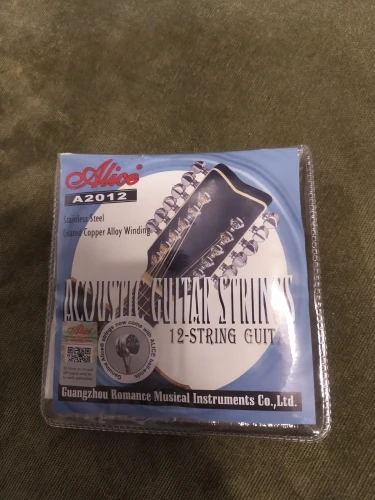 Alice®
A2012
Stainless Steel
Coated Copper Alloy Winding
ACOUSTIC GUITAR STRINGS
12-STRING GUIT
Guangzhou Romance Musical Instruments Co.,Ltd.